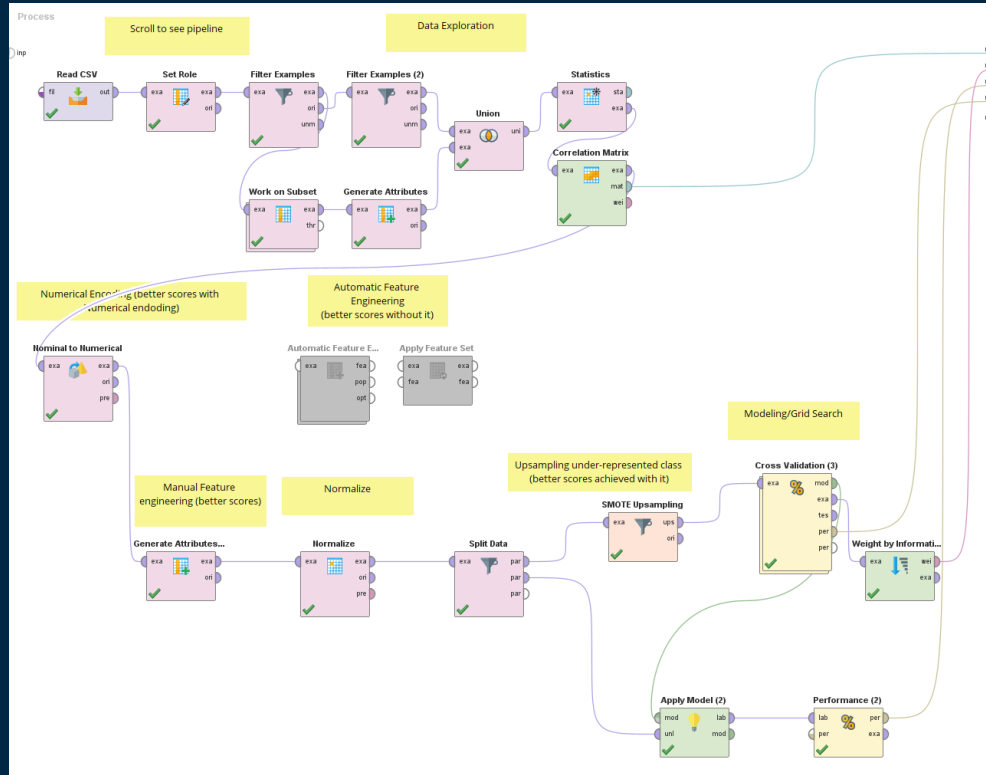 Process
Scroll to see pipeline
Data Exploration
inp
Read CSV
fil
out
Set Role
exa
exa
ori
Filter Examples
exa
exa
ori
unm
Filter Examples (2)
exa
exa
ori
unm
Union
exa
uni
exa
Statistics
exa
sta
exa
Correlation Matrix
exa
exa
mat
wei
Work on Subset
exa
exa
thr
Generate Attributes
exa
exa
ori
Numerical Encoding (better scores with
numerical endoding)
Automatic Feature
Engineering
(better scores without it)
Nominal to Numerical
exa
exa
ori
pre
Automatic Feature E...
exa
fea
pop
opt
Apply Feature Set
exa
exa
fea
fea
Modeling/Grid Search
Manual Feature
engineering (better scores)
Normalize
Upsampling under-represented class
(better scores achieved with it)
Generate Attributes...
exa
exa
ori
Normalize
exa
exa
ori
pre
Split Data
exa
par
par
par
SMOTE Upsampling
exa
ups
ori
Cross Validation (3)
exa
mod
exa
tes
per
per
Weight by Informati...
exa
wei
exa
Apply Model (2)
mod
lab
unl
mod
Performance (2)
lab
per
per
exa